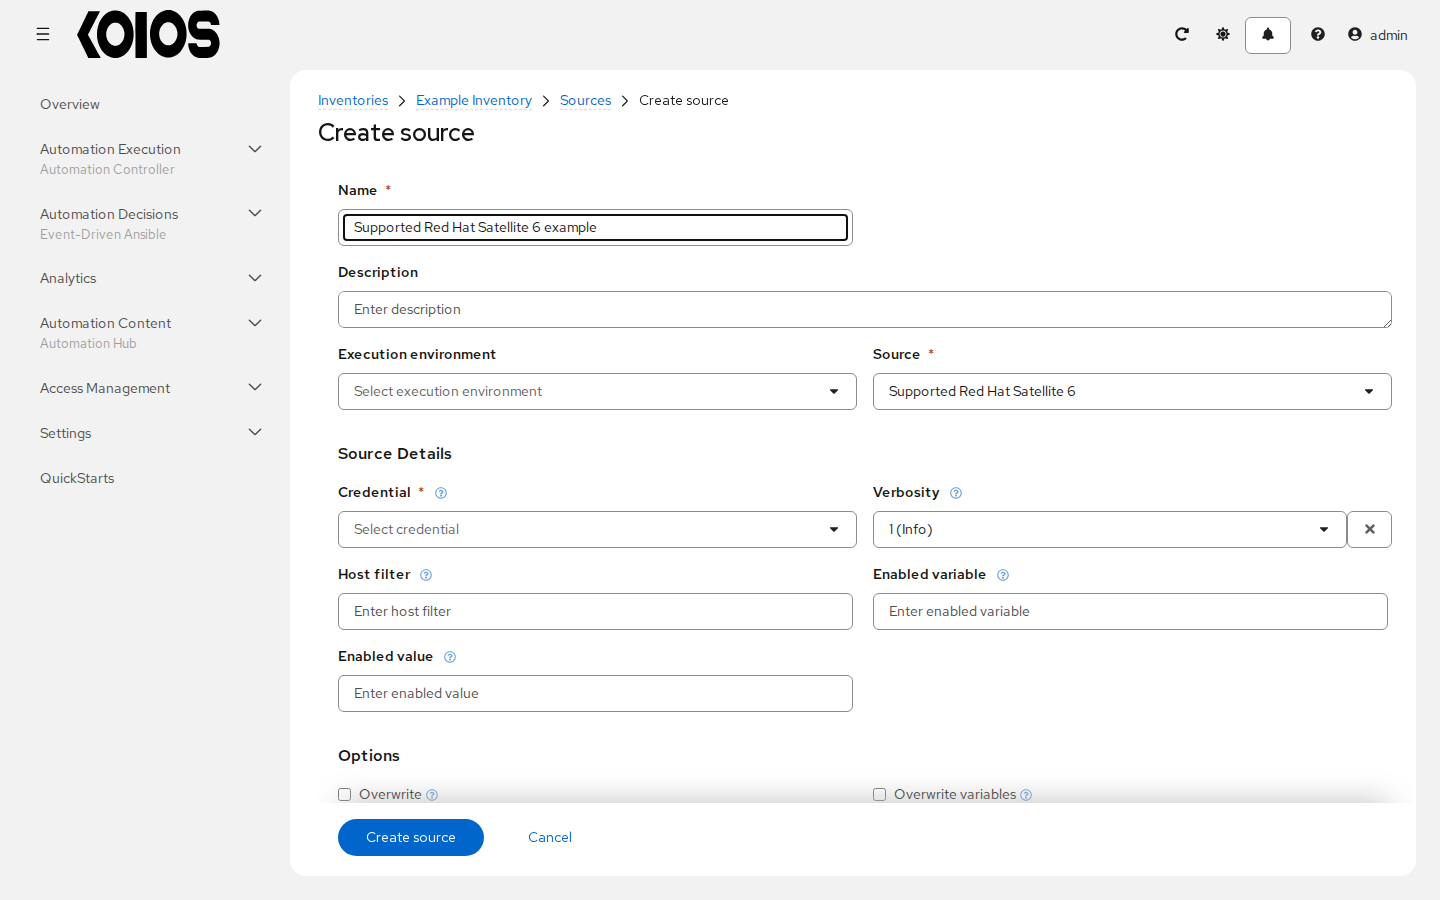 KOIOS
admin
Overview
Automation Execution
Automation Controller
Automation Decisions
Event-Driven Ansible
Analytics
Automation Content
Automation Hub
Access Management
Settings
QuickStarts
Inventories > Example Inventory > Sources > Create source
Create source
Name *
Supported Red Hat Satellite 6 example
Description
Enter description
Execution environment
Select execution environment
Source *
Supported Red Hat Satellite 6
Source Details
Credential *
Select credential
Verbosity
1 (Info)
Host filter
Enter host filter
Enabled variable
Enter enabled variable
Enabled value
Enter enabled value
Options
Overwrite
Overwrite variables
Create source
Cancel